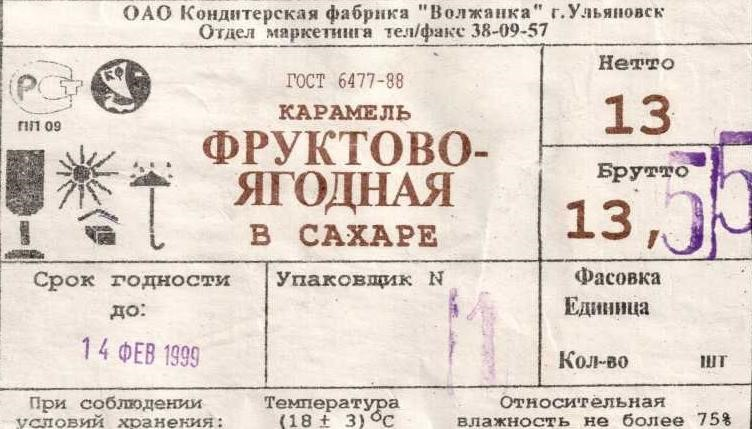 ОАО Кондитерская фабрика "Волжанка" г.Ульяновск
Отдел маркетинга тел/факс 38-09-57
РСТ
КФ
ПП 09
ГОСТ 6477-88
КАРАМЕЛЬ
ФРУКТОВО-
ЯГОДНАЯ
В САХАРЕ
Нетто
13
Брутто
13,55
Срок годности
до:
14 ФЕВ 1999
Упаковщик N
11
Фасовка
Единица
Кол-во шт
При соблюдении
условий хранения:
Температура
(18 ± 3)°C
Относительная
влажность не более 75%